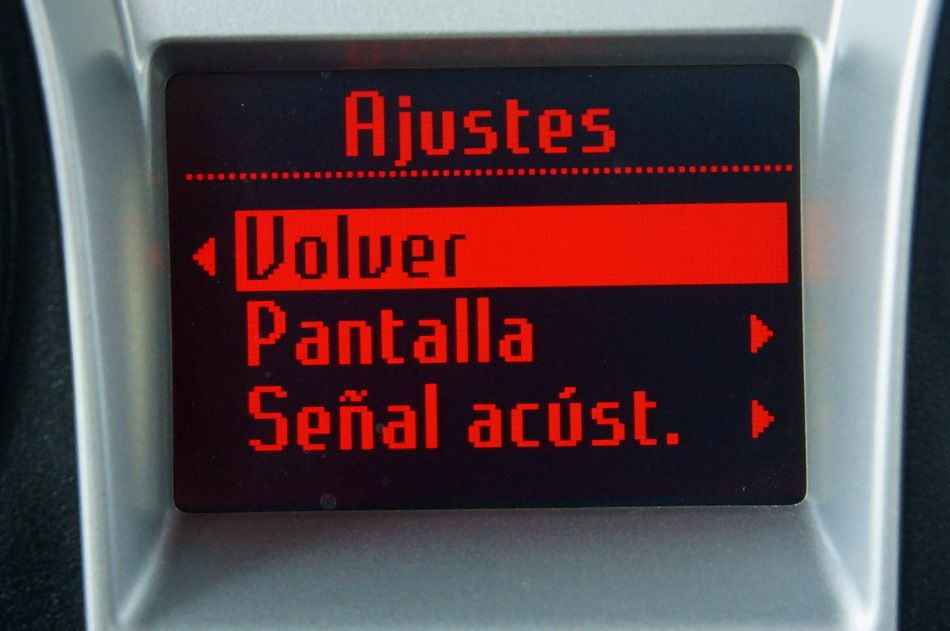 Ajustes
Volver
Pantalla
Señal acúst.